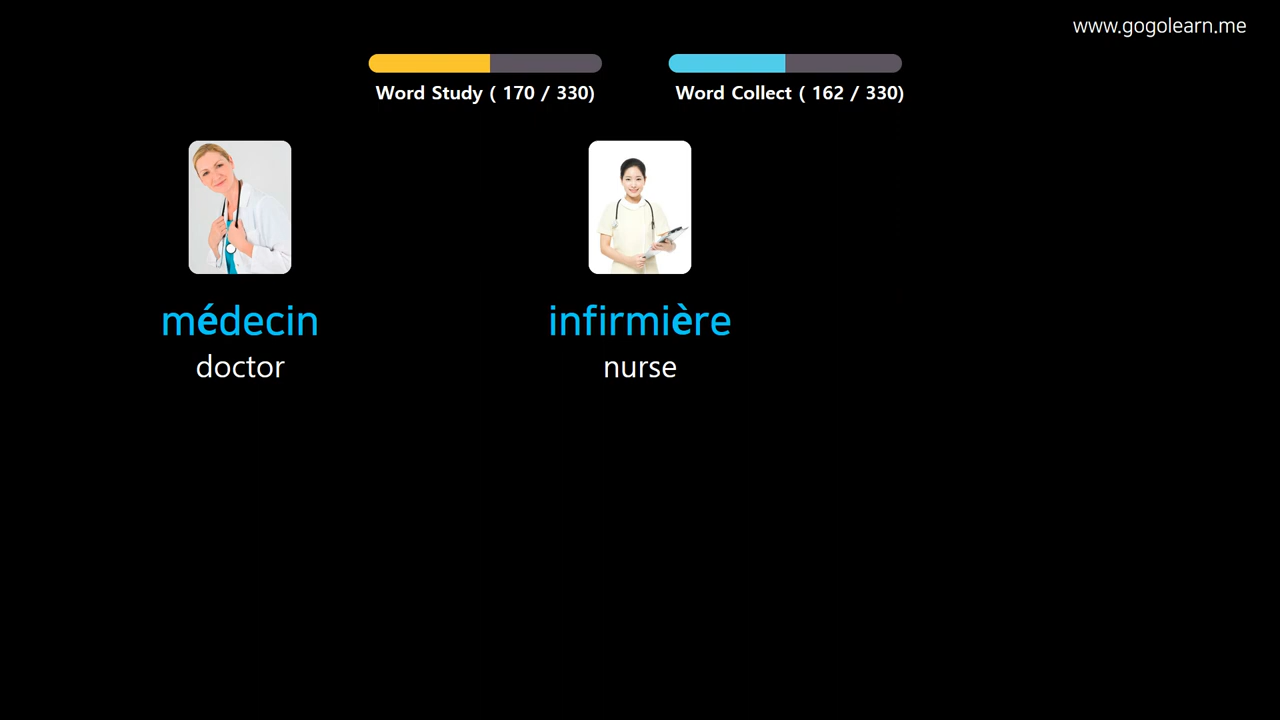 www.gogolearn.me
Word Study ( 170 / 330)
Word Collect ( 162 / 330)
médecin
doctor
infirmière
nurse